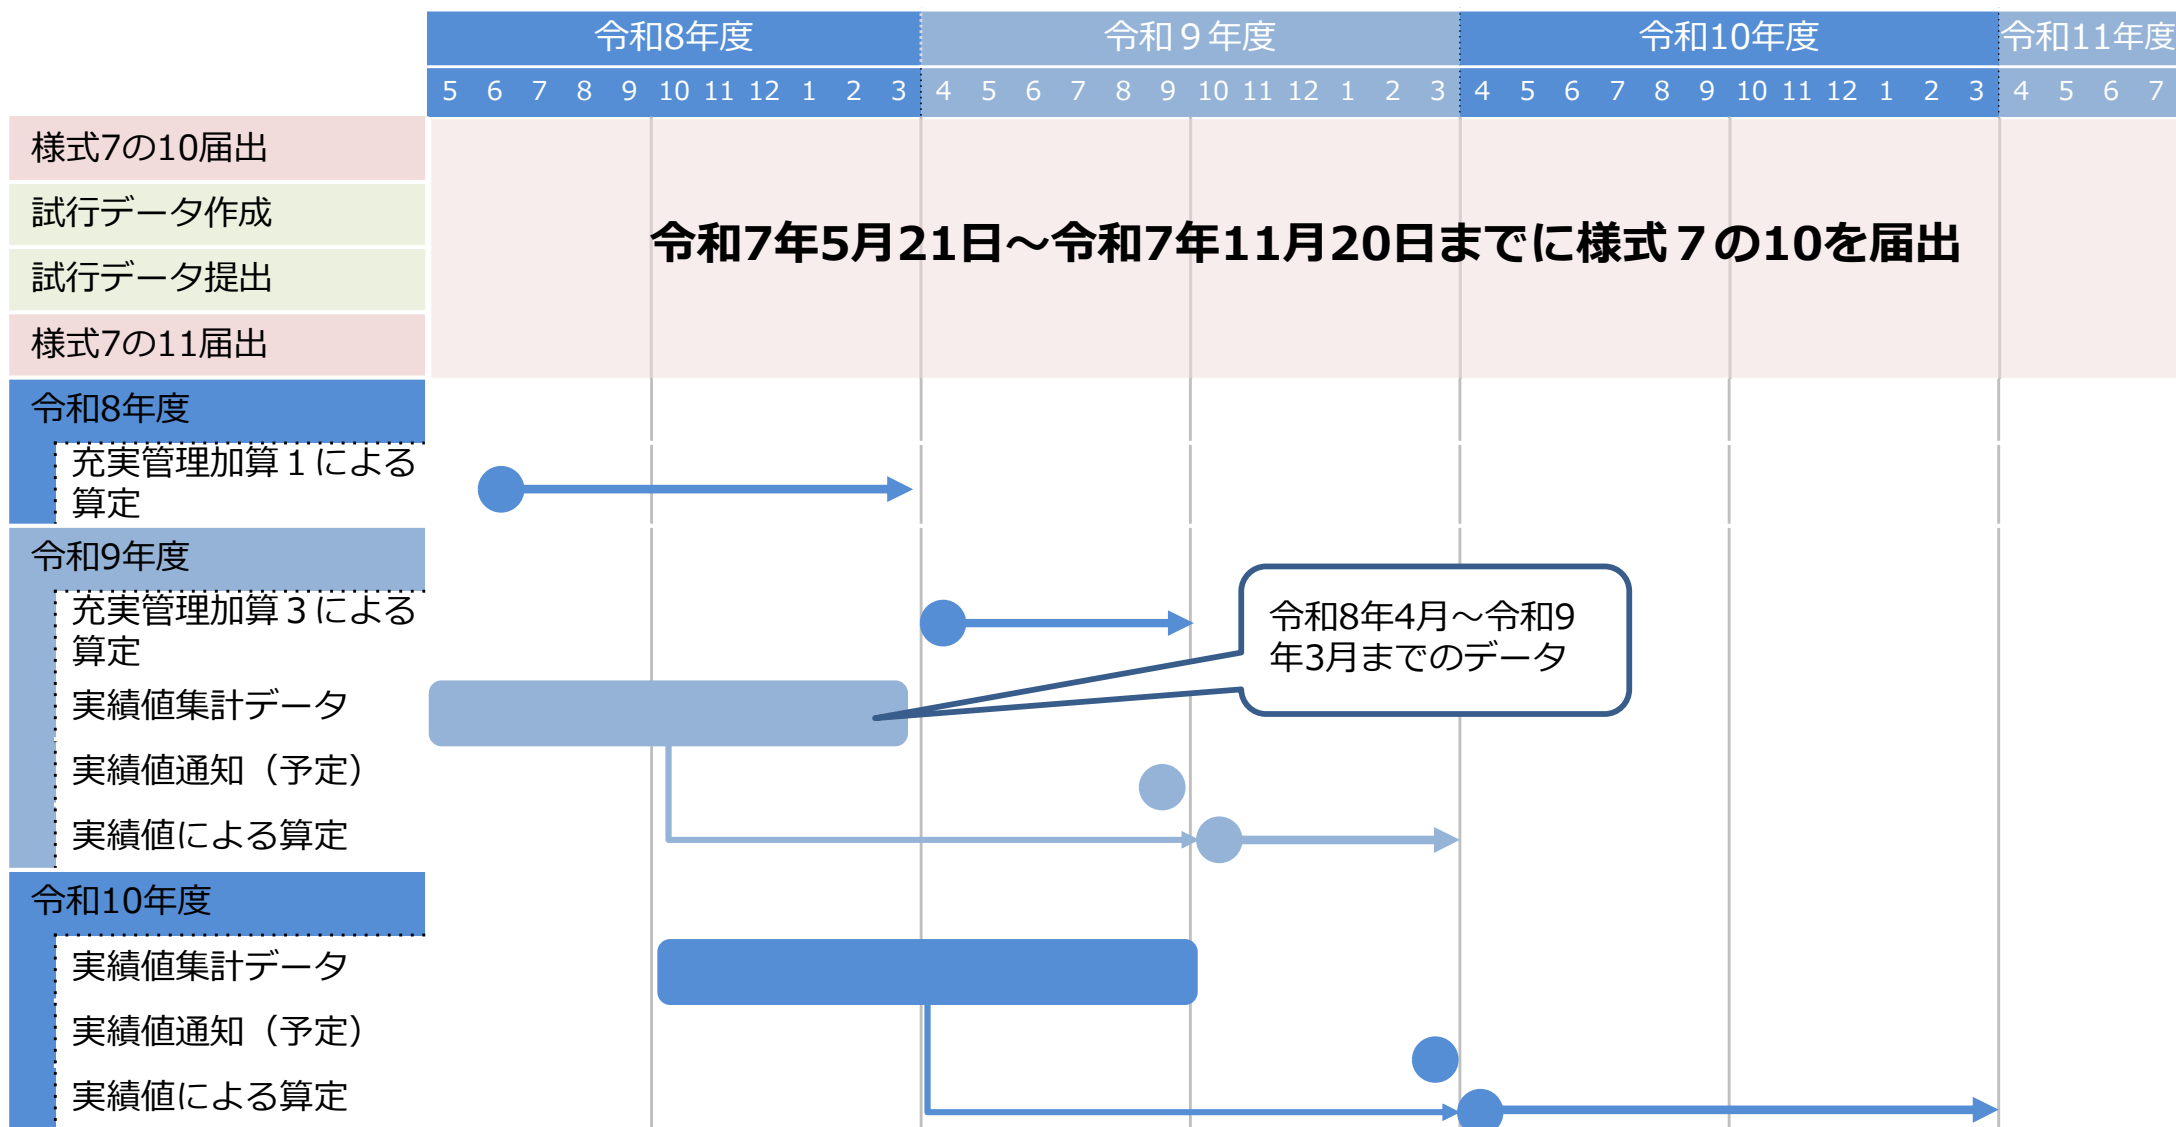 令和8年度 令和９年度 令和10年度 令和11年度
5 6 7 8 9 10 11 12 1 2 3 4 5 6 7 8 9 10 11 12 1 2 3 4 5 6 7 8 9 10 11 12 1 2 3 4 5 6 7
様式7の10届出
試行データ作成
令和7年5月21日～令和7年11月20日までに様式７の10を届出
試行データ提出
様式7の11届出
令和8年度
充実管理加算１による
算定
令和9年度
充実管理加算３による
算定
令和8年4月～令和9
年3月までのデータ
実績値集計データ
実績値通知（予定）
実績値による算定
令和10年度
実績値集計データ
実績値通知（予定）
実績値による算定